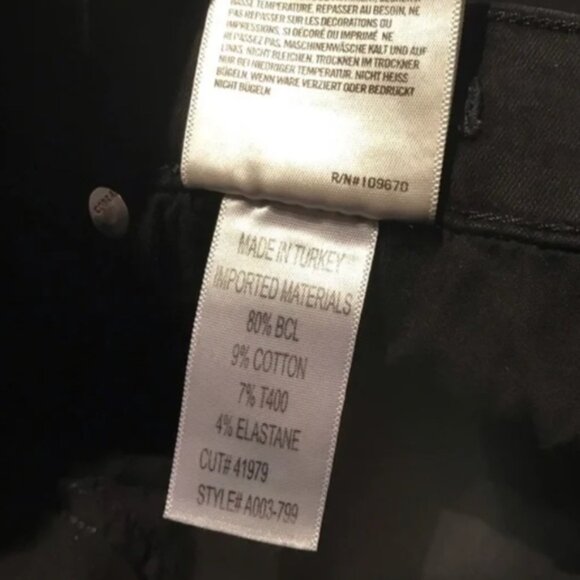 BASSE TEMPERATURE. REPASSER AU BESOIN, NE
PAS REPASSER SUR LES DECORATIONS OU
IMPRESSIONS, SI DÉCORÉ OU IMPRIMÉ NE
REPASSEZ PAS. MASCHINENWÄSCHE KALT UND AUF
LINKS. NICHT BLEICHEN. TROCKNEN IM TROCKNER
BEI NIEDRIGER TEMPERATUR. NICHT HEISS
BÜGELN. WENN WARE VERZIERT ODER BEDRUCKT
NICHT BÜGELN.
R/N#109670
MADE IN TURKEY
IMPORTED MATERIALS
80% BCL
9% COTTON
7% T400
4% ELASTANE
CUT# 41979
STYLE# A003-799